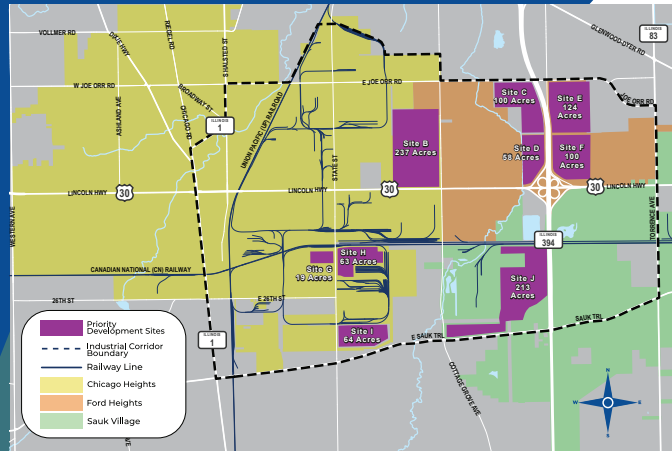 VOLLMER RD
DIXIE HWY
RIEGEL RD
S HALSTED ST
GLENWOOD-DYER RD
ILLINOIS
83
W JOE ORR RD
E JOE ORR RD
JOE ORR RD
ASHLAND AVE
BROADWAY ST
CHICAGO RD
ILLINOIS
1
UNION PACIFIC (UP) RAILROAD
STATE ST
Site B
237 Acres
Site C
100 Acres
Site E
124
Acres
Site D
58 Acres
Site F
100
Acres
LINCOLN HWY
30
LINCOLN HWY
30
30
LINCOLN HWY
WESTERN AVE
TORRENCE AVE
ILLINOIS
394
CANADIAN NATIONAL (CN) RAILWAY
Site H
63 Acres
Site G
19 Acres
Site J
213
Acres
26TH ST
E 26TH ST
Site I
64 Acres
ILLINOIS
1
E SAUK TRL
SAUK TRL
COTTAGE GROVE AVE
Priority
Development Sites
Industrial Corridor
Boundary
Railway Line
Chicago Heights
Ford Heights
Sauk Village
AVE
N
W
E
S